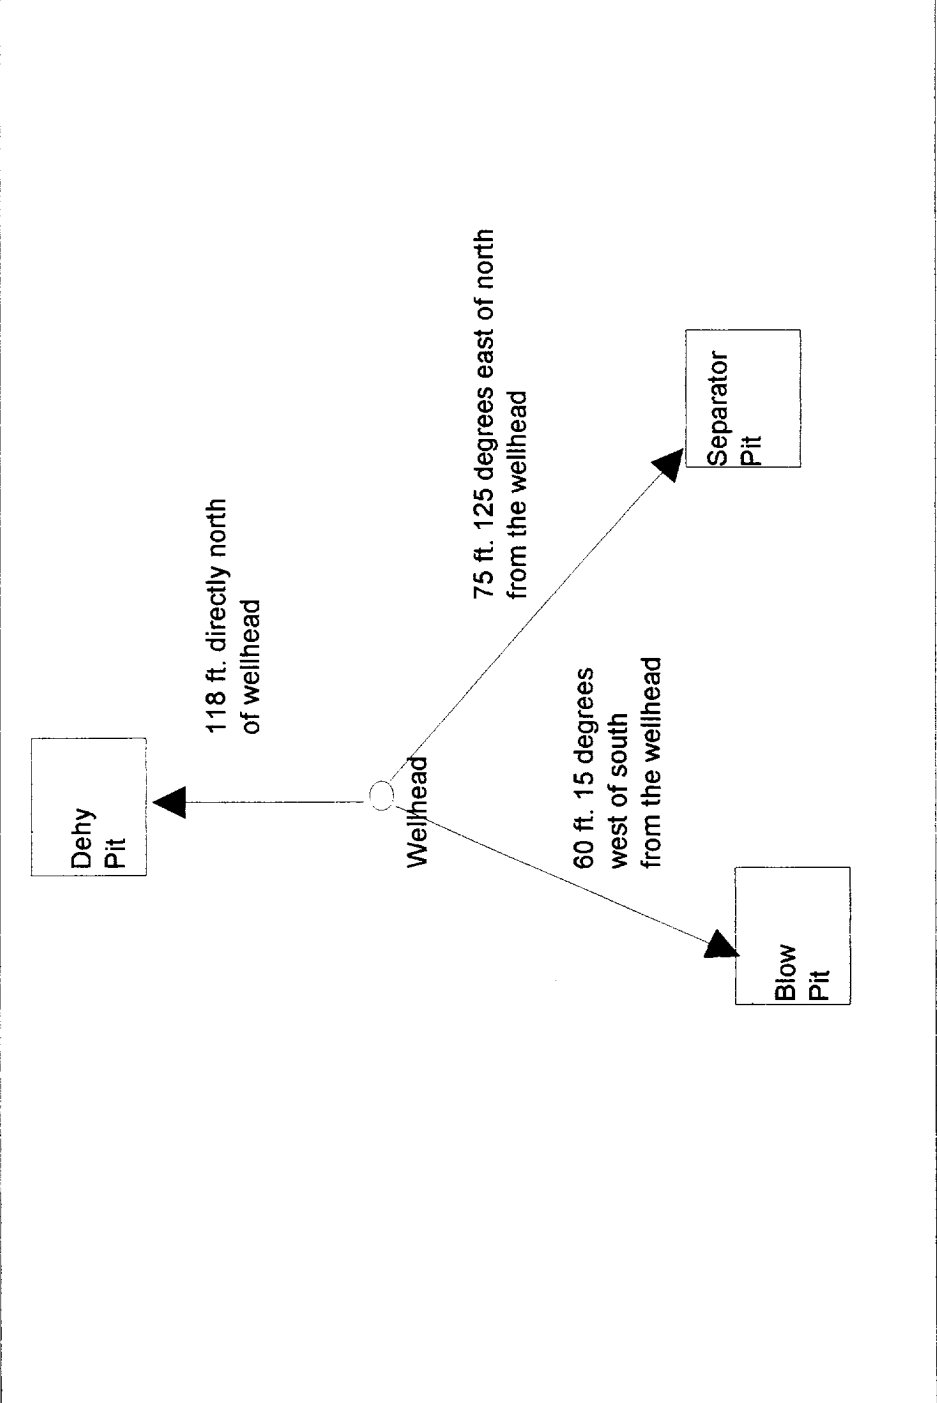 Dehy
Pit
118 ft. directly north
of wellhead
Wellhead
75 ft. 125 degrees east of north
from the wellhead
60 ft. 15 degrees
west of south
from the wellhead
Separator
Pit
Blow
Pit